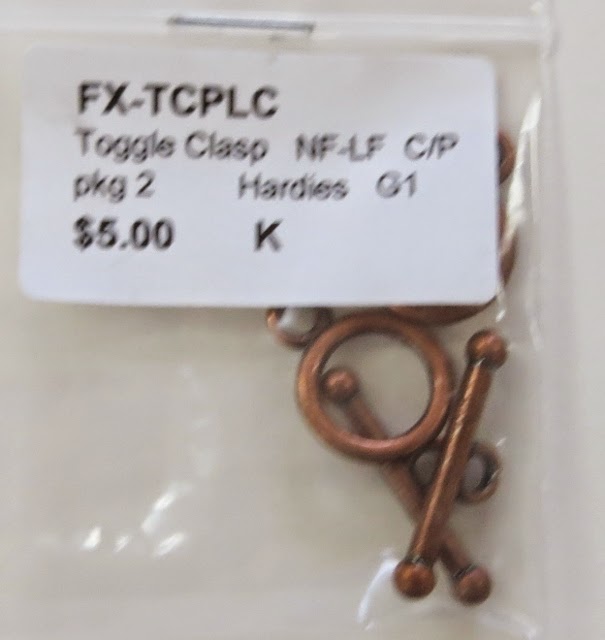 FX-TCPLC
Toggle Clasp NF-LF C/P
pkg 2 Hardies G1
$5.00 K